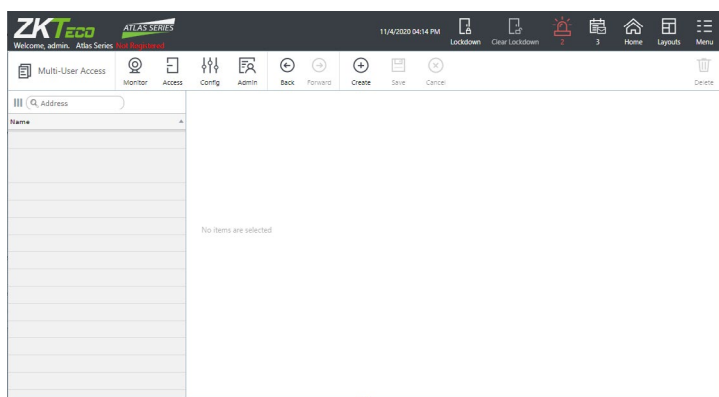 ZKTeco ATLAS SERIES
Welcome, admin. Atlas Series Not Registered
11/4/2020 04:14 PM
Lockdown Clear Lockdown 2 3 Home Layouts Menu
Multi-User Access Monitor Access Config Admin Back Forward Create Save Cancel Delete
Address
Name
No items are selected